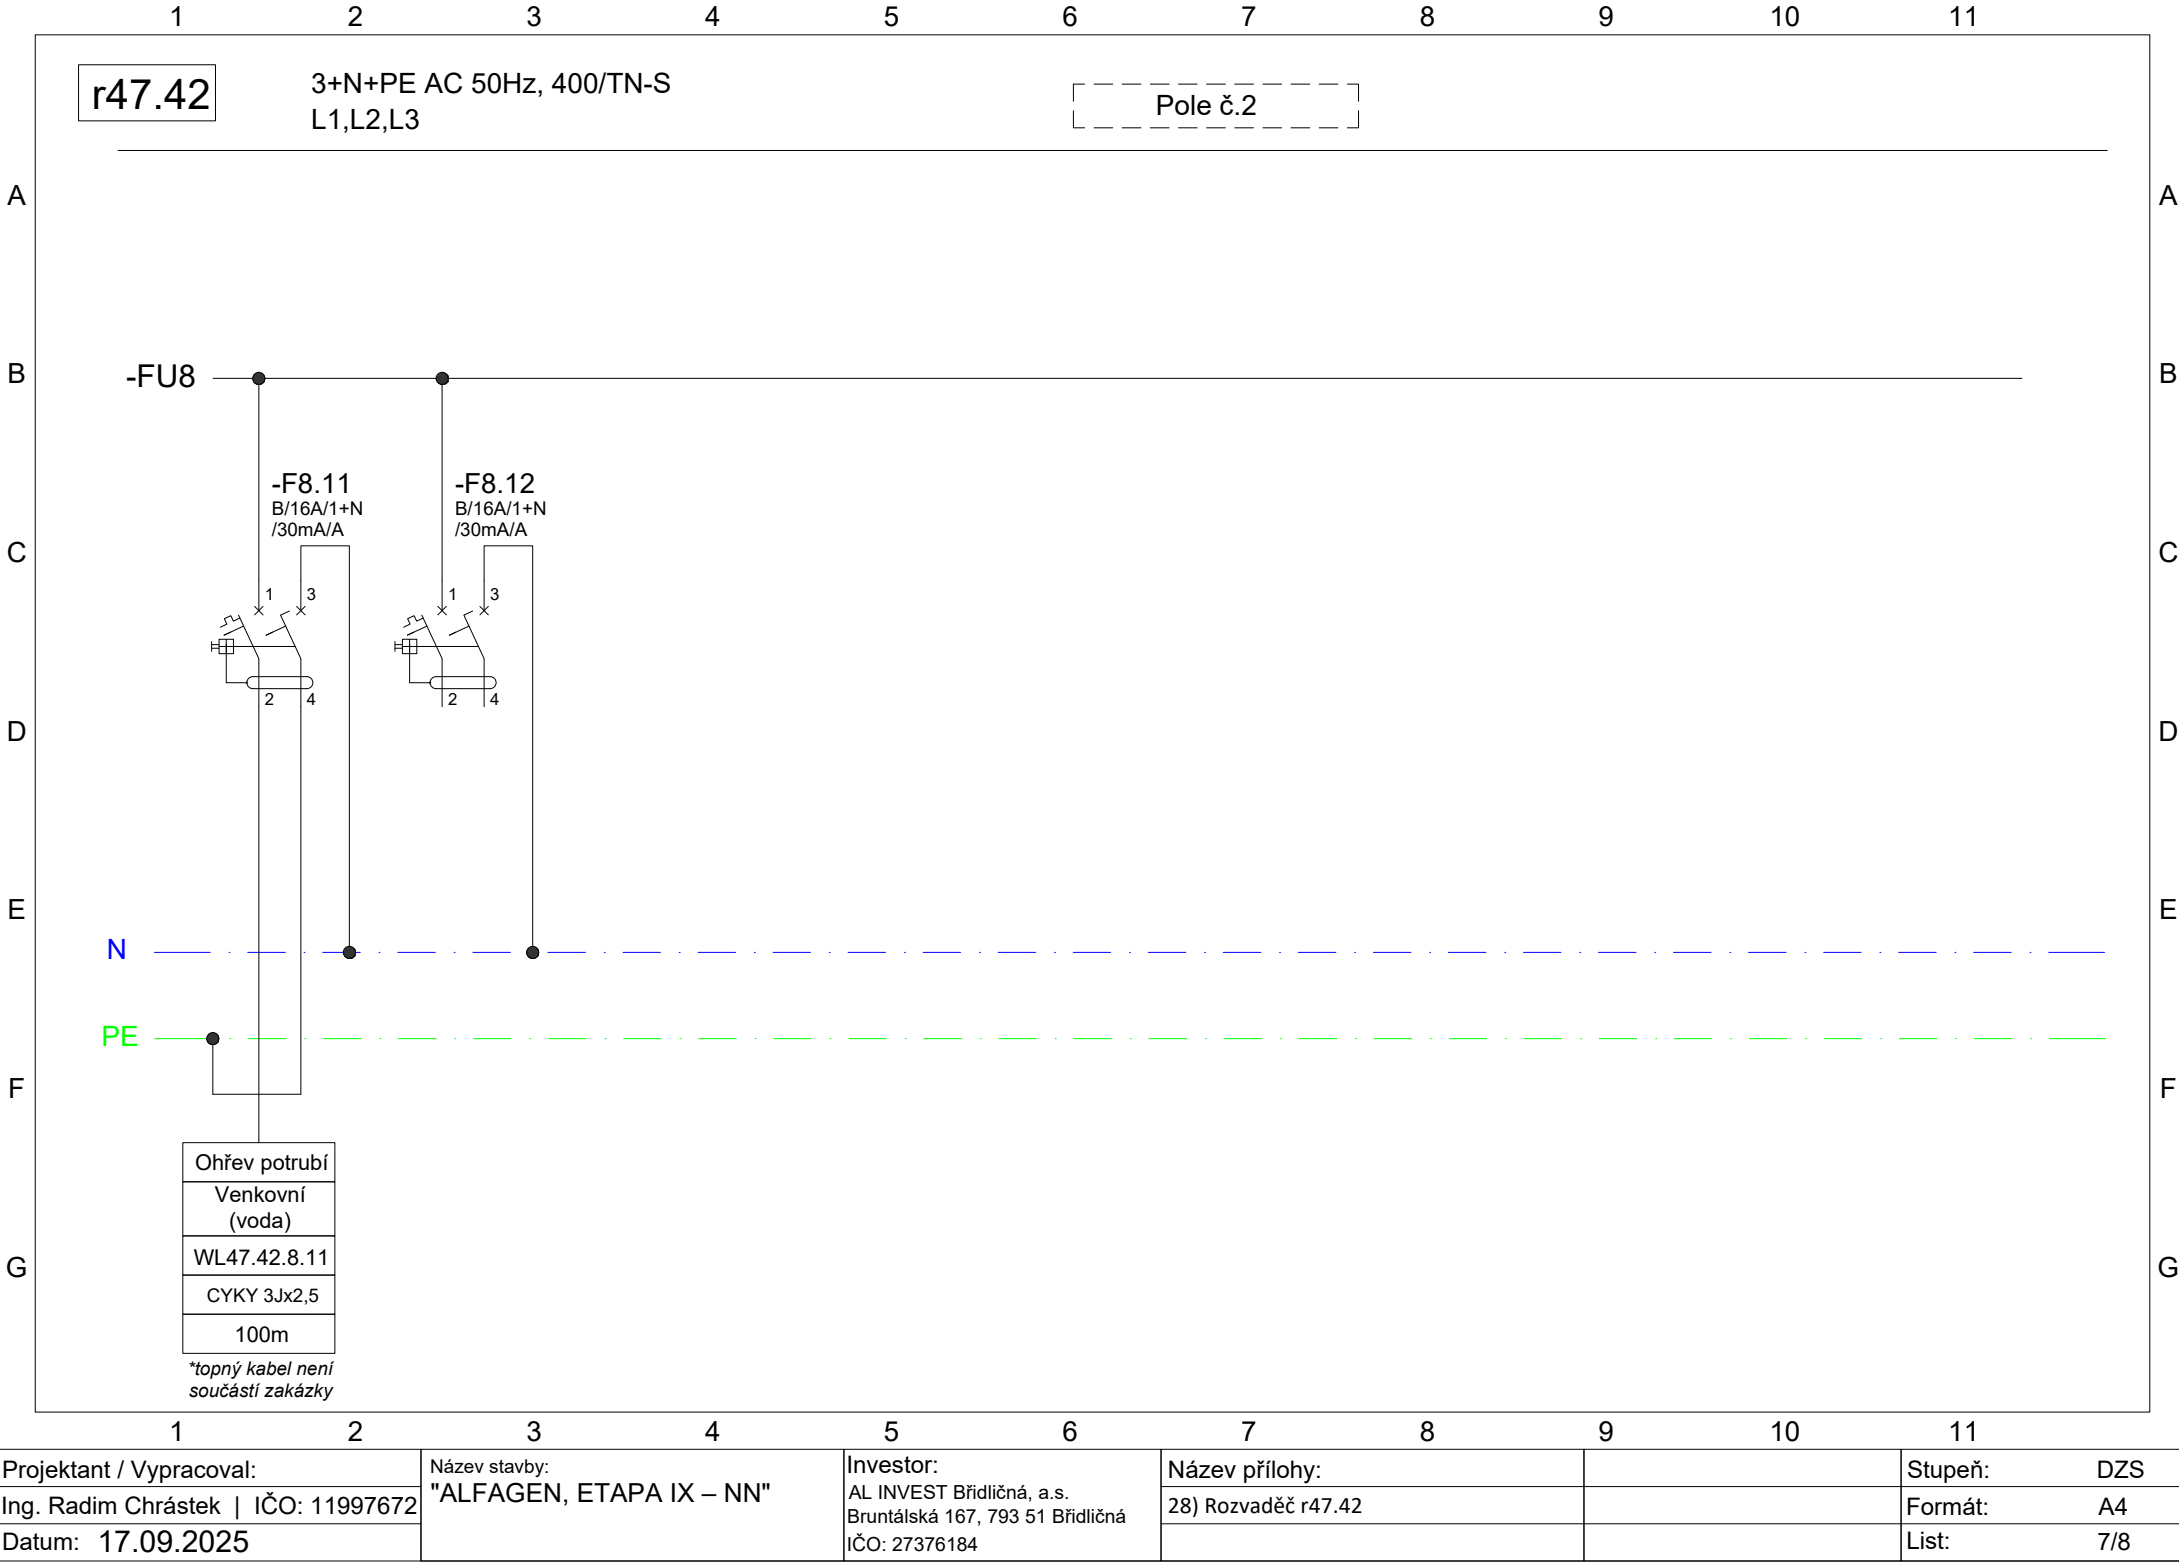 1 2 3 4 5 6 7 8 9 10 11
r47.42
3+N+PE AC 50Hz, 400/TN-S
L1,L2,L3
Pole č.2
A A
B B
-FU8
-F8.11
B/16A/1+N
/30mA/A
-F8.12
B/16A/1+N
/30mA/A
C C
1 3
1 3
2 4
2 4
D D
E E
N
PE
F F
Ohřev potrubí
Venkovní
(voda)
WL47.42.8.11
G G
CYKY 3Jx2,5
100m
*topný kabel není
součástí zakázky
1 2 3 4 5 6 7 8 9 10 11
Projektant / Vypracoval:
Ing. Radim Chrástek | IČO: 11997672
Datum: 17.09.2025
Název stavby:
"ALFAGEN, ETAPA IX – NN"
Investor:
AL INVEST Břidličná, a.s.
Bruntálská 167, 793 51 Břidličná
IČO: 27376184
Název přílohy:
28) Rozvaděč r47.42
Stupeň: DZS
Formát: A4
List: 7/8